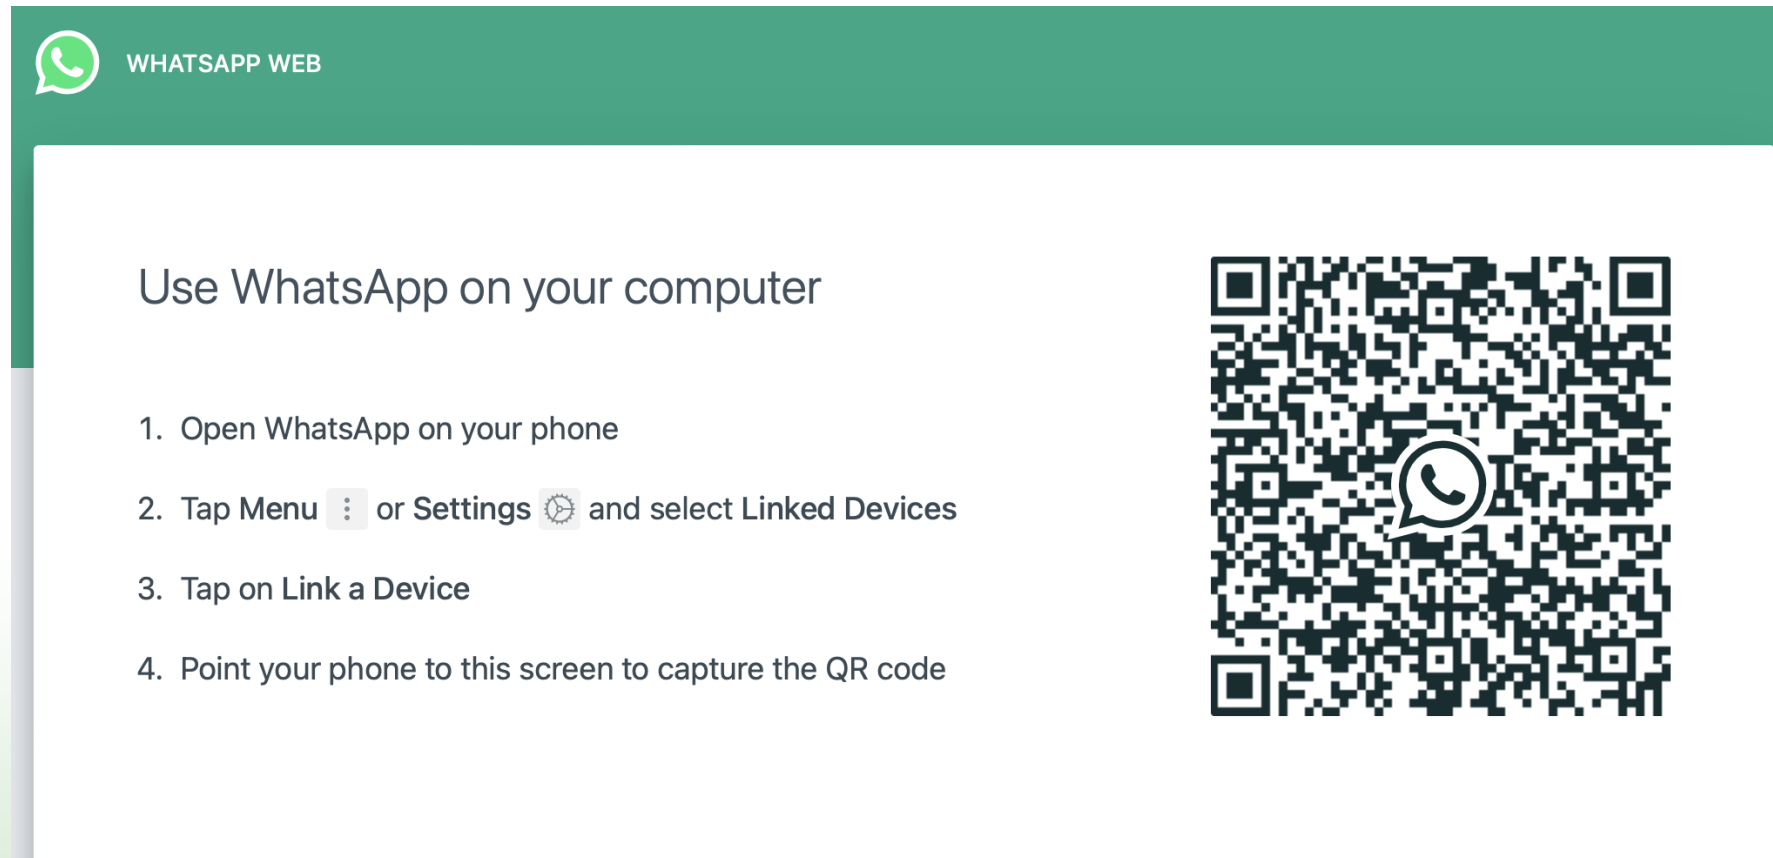 WHATSAPP WEB
Use WhatsApp on your computer
1. Open WhatsApp on your phone
2. Tap Menu or Settings and select Linked Devices
3. Tap on Link a Device
4. Point your phone to this screen to capture the QR code